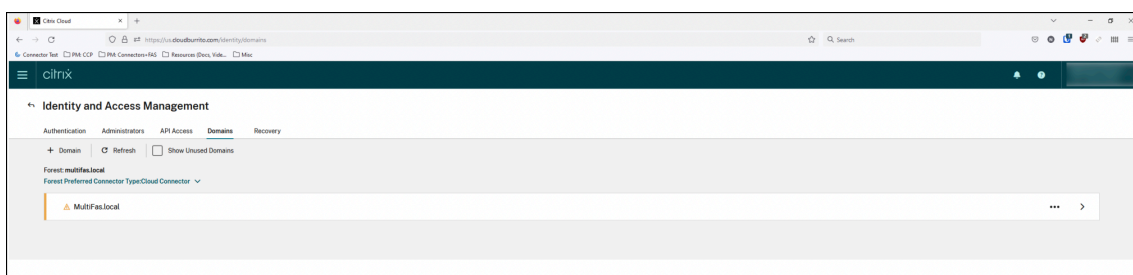 Citrix Cloud
https://us.cloudburrito.com/identity/domains
Search
Connector Test PM: CCP PM: Connectors+FAS Resources (Docs, Vide... Misc
citrix
Identity and Access Management
Authentication Administrators API Access Domains Recovery
+ Domain Refresh Show Unused Domains
Forest: multifas.local
Forest Preferred Connector Type:Cloud Connector
MultiFas.local